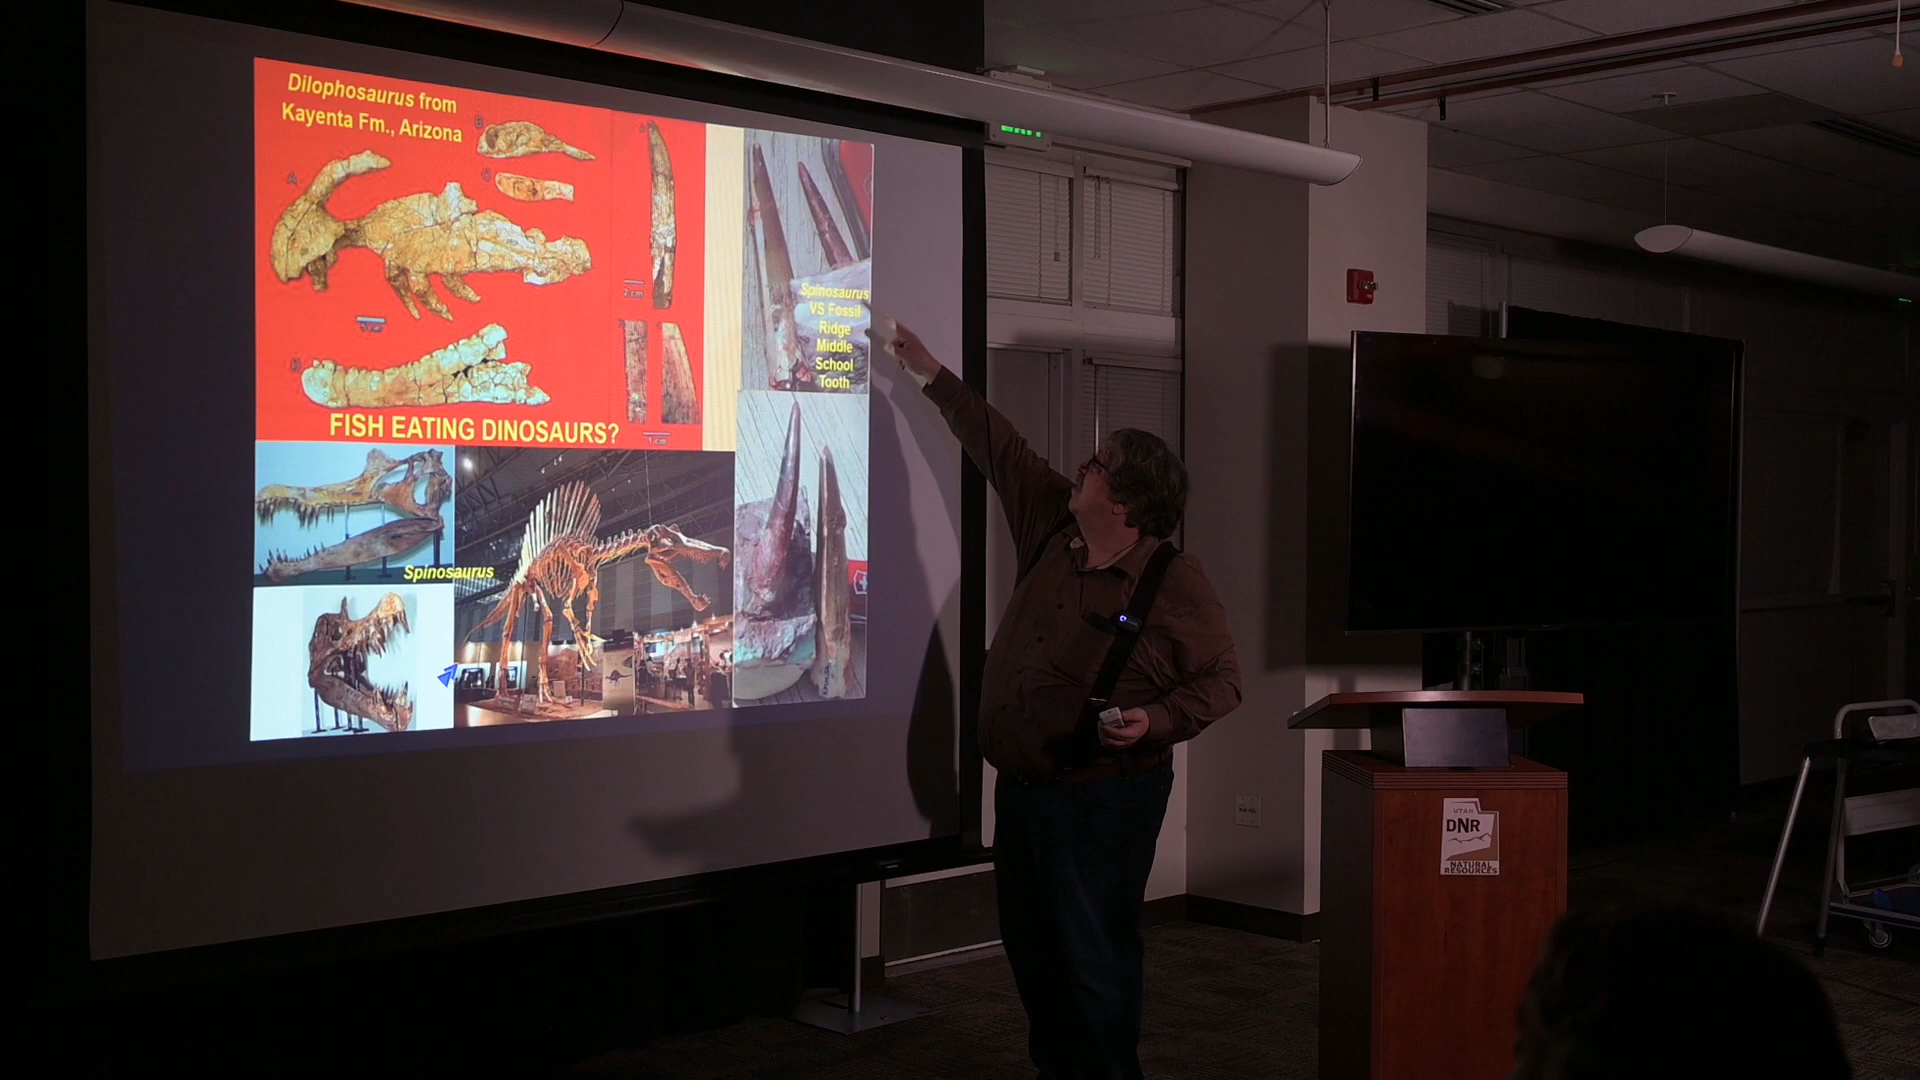 Dilophosaurus from
Kayenta Fm., Arizona
A
B
C
D
2 cm
1 cm
FISH EATING DINOSAURS?
Spinosaurus
VS Fossil
Ridge
Middle
School
Tooth
Spinosaurus
UTAH
DNR
NATURAL
RESOURCES